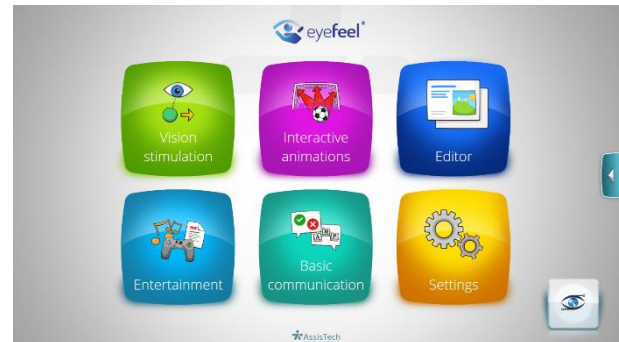 eyefeel®
Vision
stimulation
Interactive
animations
Editor
Entertainment
Basic
communication
Settings
AssisTech